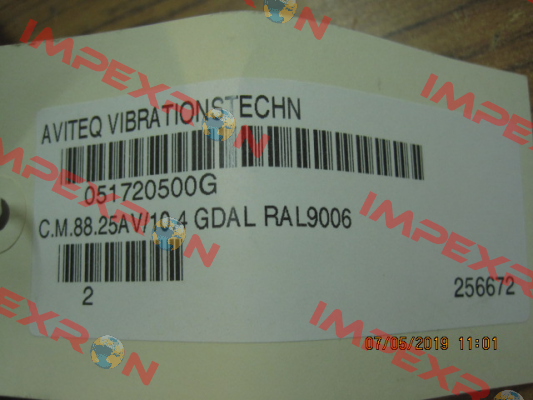 AVITEQ VIBRATIONSTECHN
051720500G
C.M.88.25AV/10.4 GDAL RAL9006
2
256672
07/05/2019 11:01
IMPEXRON
IMPEXRON
IMPEXRON
IMPEXRON
IMPEXRON
IMPEXRON